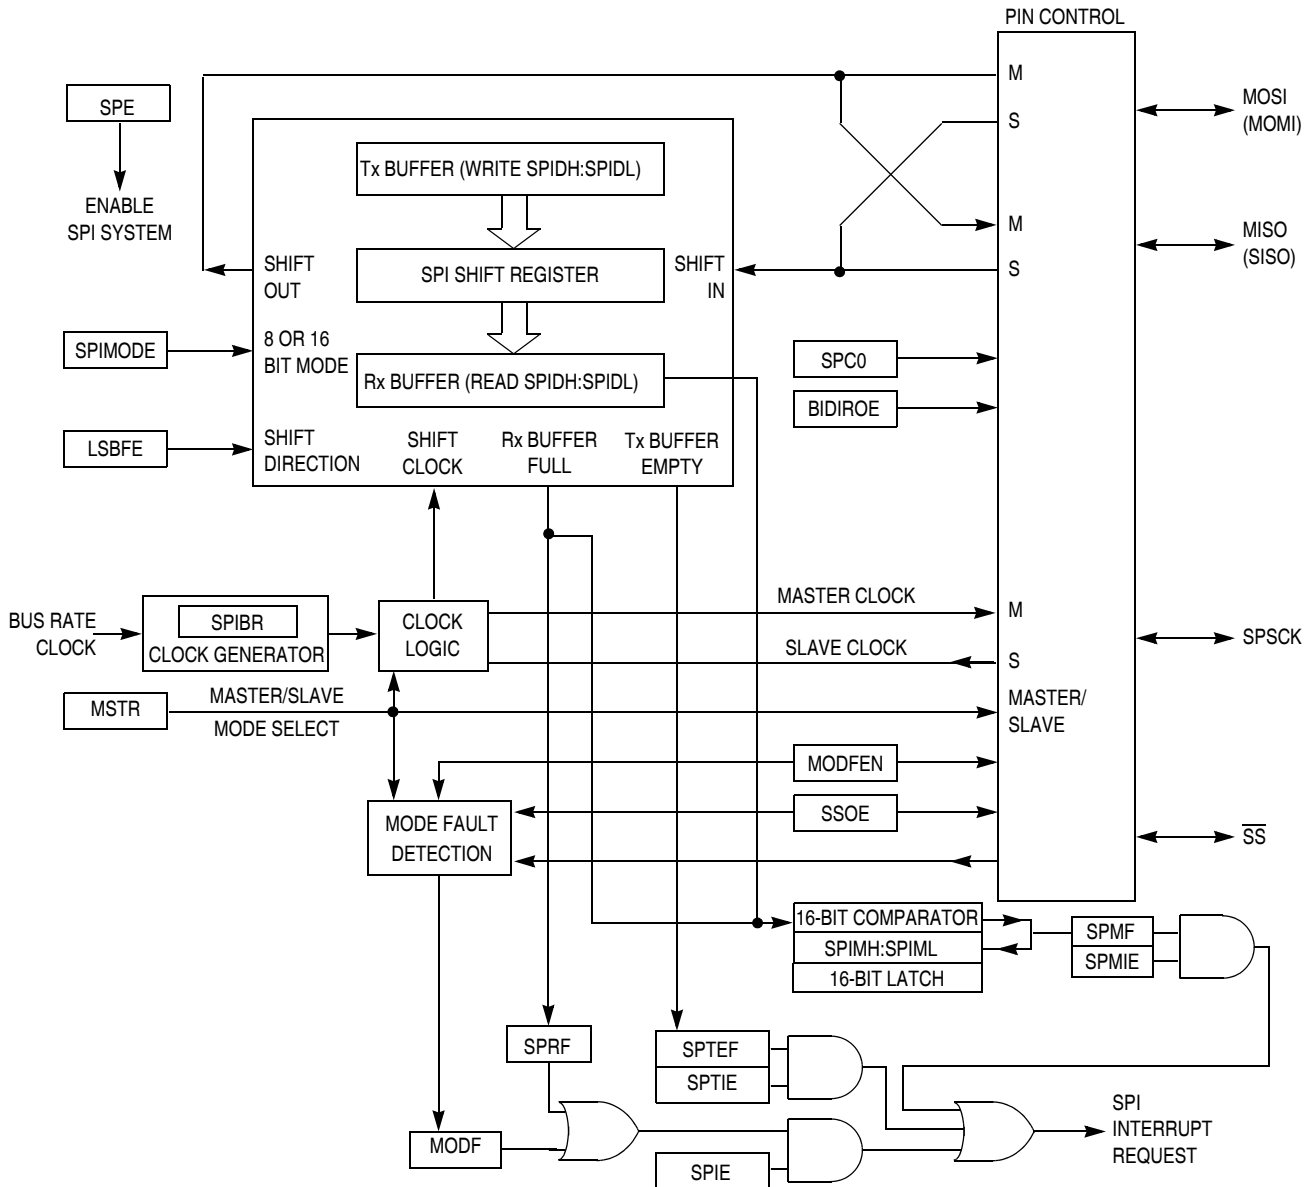 PIN CONTROL
M
S
M
S
MOSI
(MOMI)
MISO
(SISO)
SPE
ENABLE
SPI SYSTEM
Tx BUFFER (WRITE SPIDH:SPIDL)
SHIFT
OUT
SPI SHIFT REGISTER
SHIFT
IN
SPIMODE
8 OR 16
BIT MODE
Rx BUFFER (READ SPIDH:SPIDL)
SPC0
BIDIROE
LSBFE
SHIFT
DIRECTION
SHIFT
CLOCK
Rx BUFFER
FULL
Tx BUFFER
EMPTY
BUS RATE
CLOCK
SPIBR
CLOCK GENERATOR
CLOCK
LOGIC
MASTER CLOCK
M
SLAVE CLOCK
S
SPSCK
MSTR
MASTER/SLAVE
MODE SELECT
MASTER/
SLAVE
MODFEN
SSOE
MODE FAULT
DETECTION
SS
16-BIT COMPARATOR
SPIMH:SPIML
16-BIT LATCH
SPMF
SPMIE
SPRF
SPTEF
SPTIE
MODF
SPIE
SPI
INTERRUPT
REQUEST